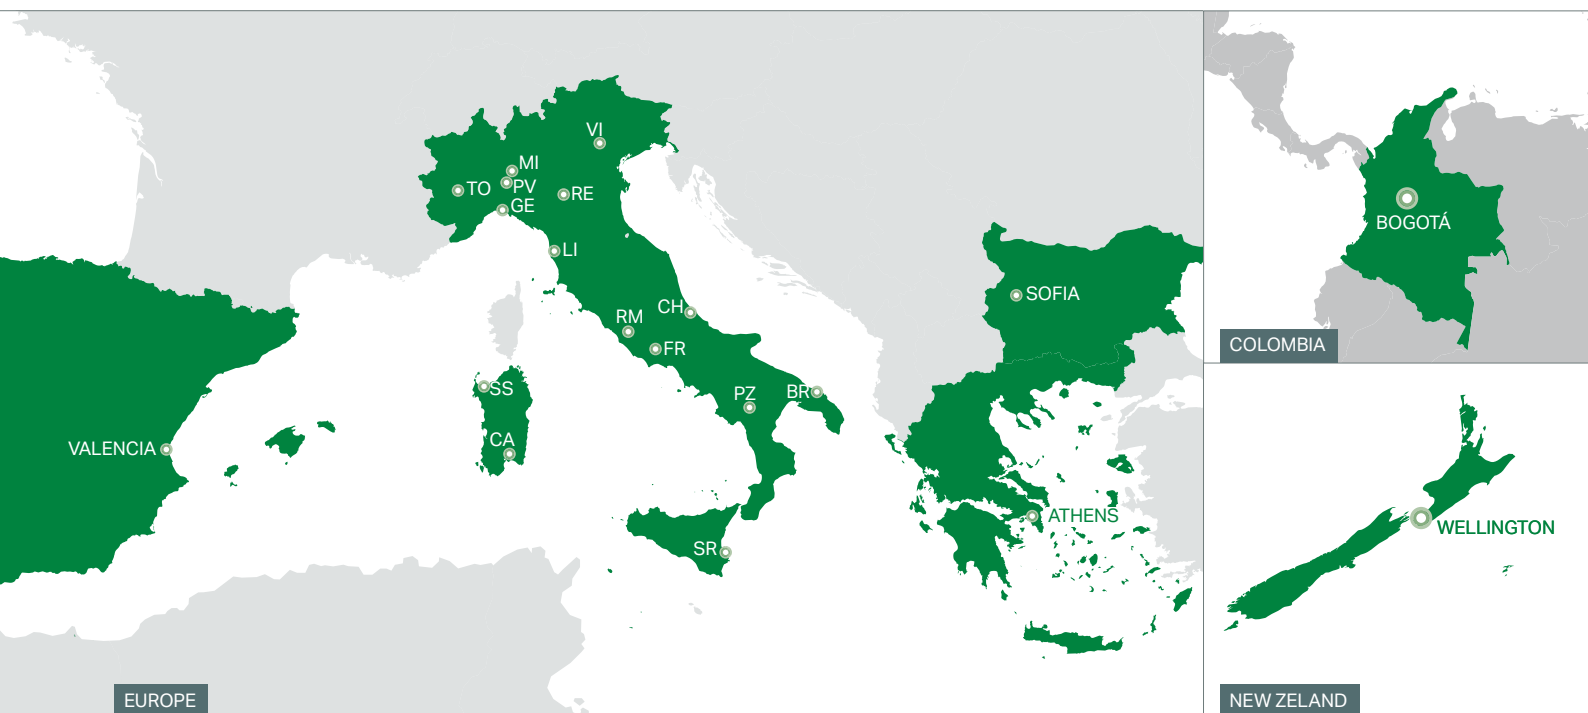 VI
MI
TO
PV
RE
GE
LI
SOFIA
CH
RM
FR
SS
PZ
BR
CA
VALENCIA
ATHENS
SR
EUROPE
BOGOTÁ
COLOMBIA
WELLINGTON
NEW ZELAND